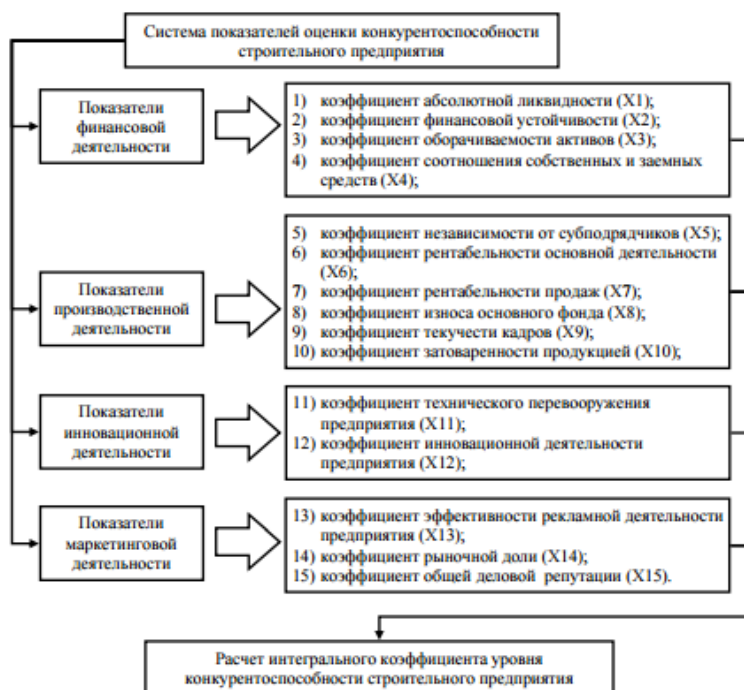 Система показателей оценки конкурентоспособности
строительного предприятия
Показатели
финансовой
деятельности
1) коэффициент абсолютной ликвидности (X1);
2) коэффициент финансовой устойчивости (X2);
3) коэффициент оборачиваемости активов (X3);
4) коэффициент соотношения собственных и заемных
средств (X4);
Показатели
производственной
деятельности
5) коэффициент независимости от субподрядчиков (X5);
6) коэффициент рентабельности основной деятельности
(X6);
7) коэффициент рентабельности продаж (X7);
8) коэффициент износа основного фонда (X8);
9) коэффициент текучести кадров (X9);
10) коэффициент затоваренности продукцией (X10);
Показатели
инновационной
деятельности
11) коэффициент технического перевооружения
предприятия (X11);
12) коэффициент инновационной деятельности
предприятия (X12);
Показатели
маркетинговой
деятельности
13) коэффициент эффективности рекламной деятельности
предприятия (X13);
14) коэффициент рыночной доли (X14);
15) коэффициент общей деловой репутации (X15).
Расчет интегрального коэффициента уровня
конкурентоспособности строительного предприятия